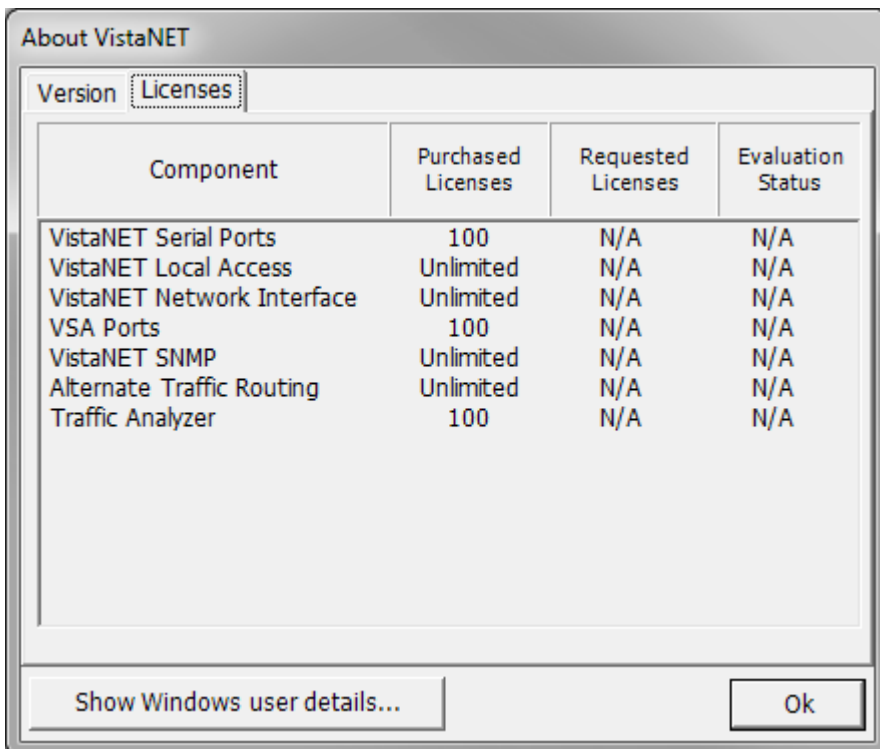 About VistaNET
Version Licenses
Component Purchased Licenses Requested Licenses Evaluation Status
VistaNET Serial Ports 100 N/A N/A
VistaNET Local Access Unlimited N/A N/A
VistaNET Network Interface Unlimited N/A N/A
VSA Ports 100 N/A N/A
VistaNET SNMP Unlimited N/A N/A
Alternate Traffic Routing Unlimited N/A N/A
Traffic Analyzer 100 N/A N/A
Show Windows user details... Ok